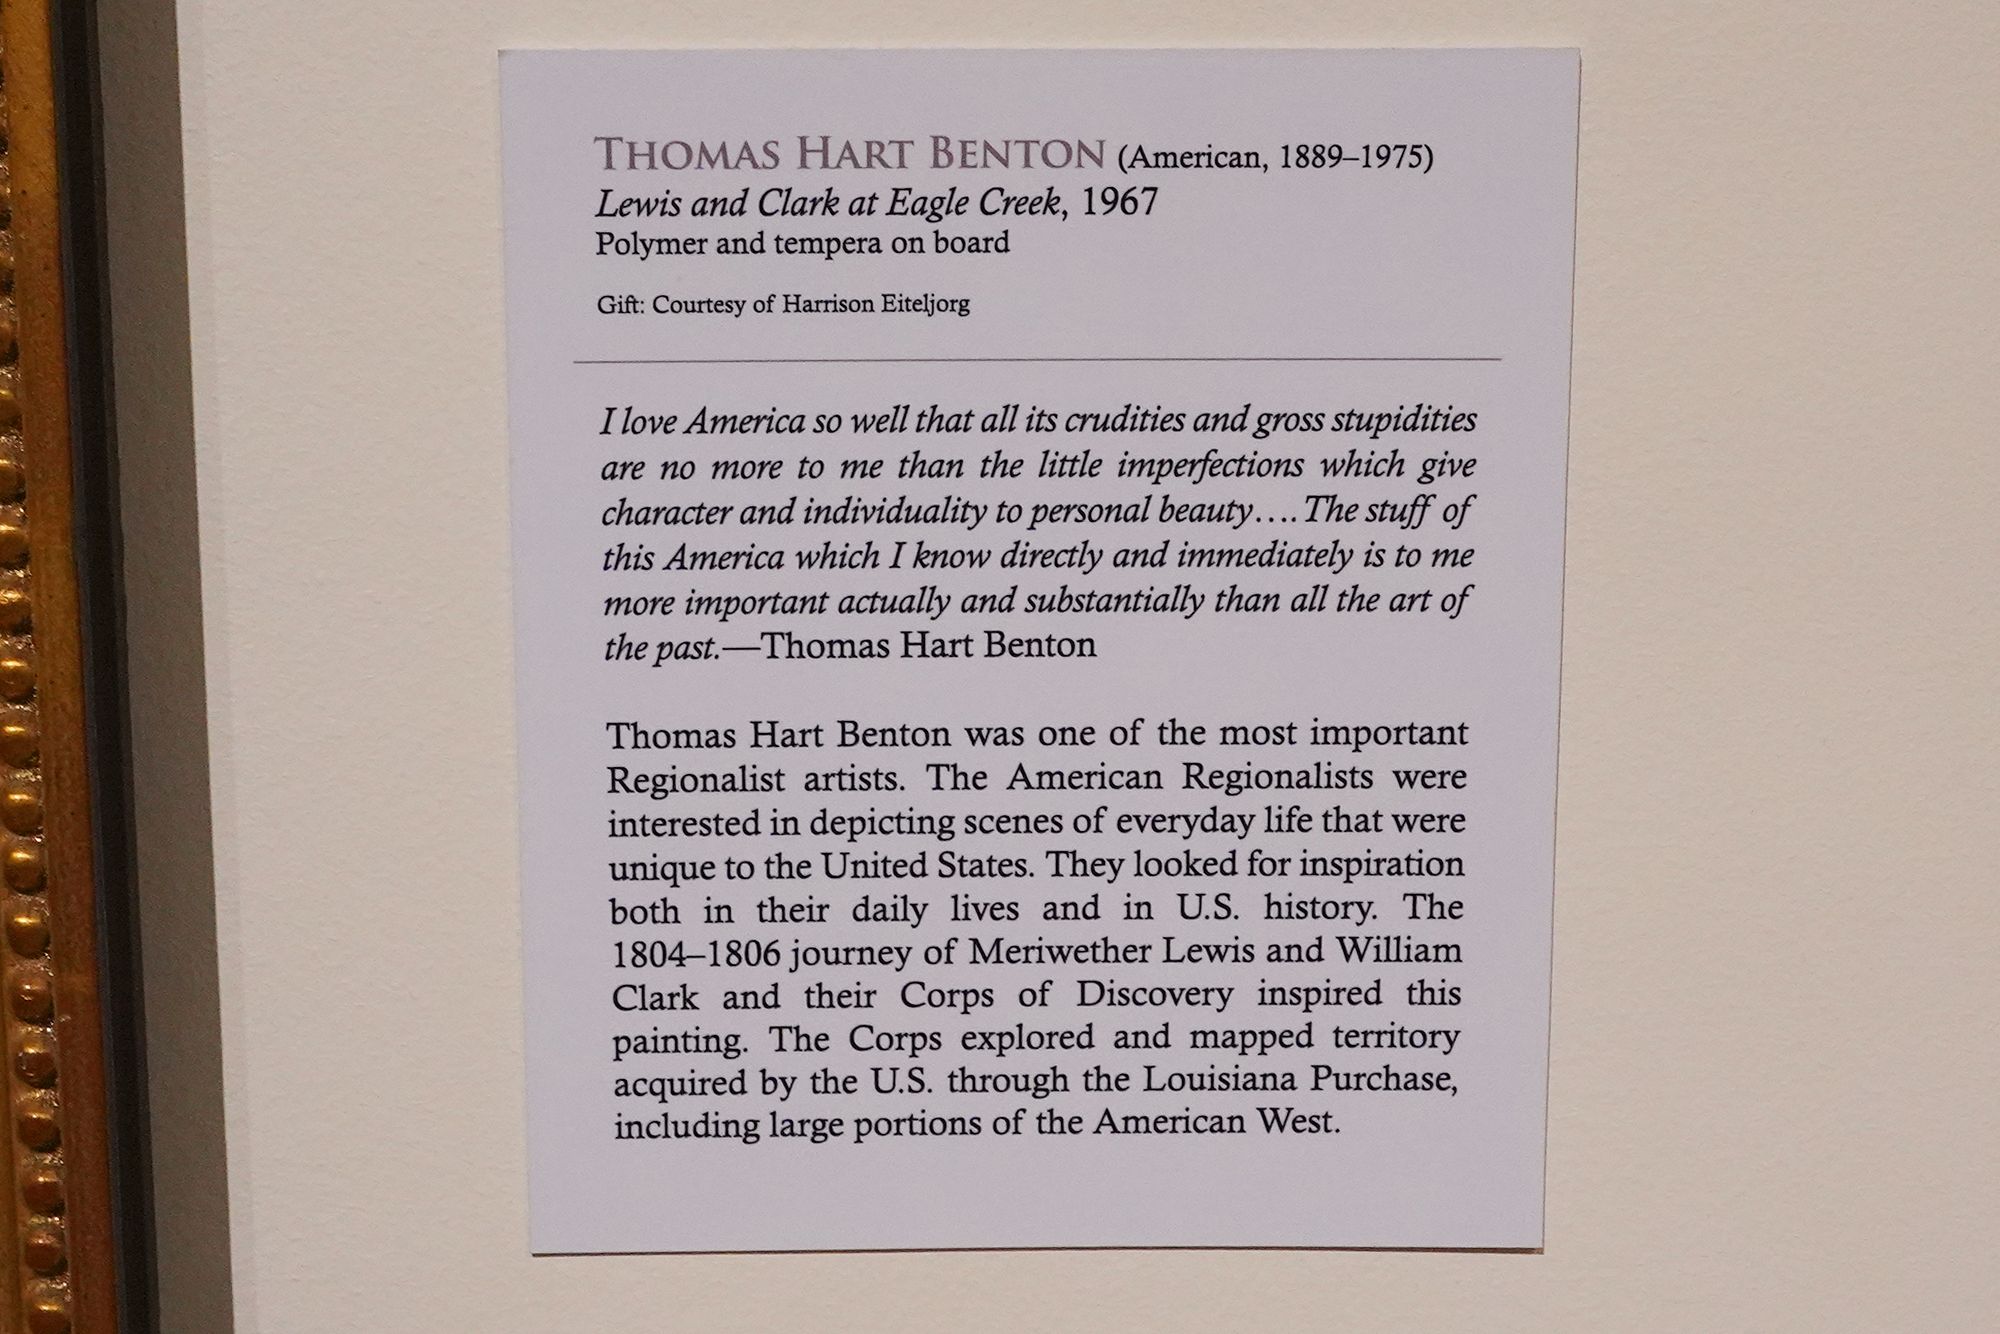 THOMAS HART BENTON (American, 1889–1975)
Lewis and Clark at Eagle Creek, 1967
Polymer and tempera on board
Gift: Courtesy of Harrison Eiteljorg
I love America so well that all its crudities and gross stupidities
are no more to me than the little imperfections which give
character and individuality to personal beauty.... The stuff of
this America which I know directly and immediately is to me
more important actually and substantially than all the art of
the past.—Thomas Hart Benton
Thomas Hart Benton was one of the most important
Regionalist artists. The American Regionalists were
interested in depicting scenes of everyday life that were
unique to the United States. They looked for inspiration
both in their daily lives and in U.S. history. The
1804–1806 journey of Meriwether Lewis and William
Clark and their Corps of Discovery inspired this
painting. The Corps explored and mapped territory
acquired by the U.S. through the Louisiana Purchase,
including large portions of the American West.